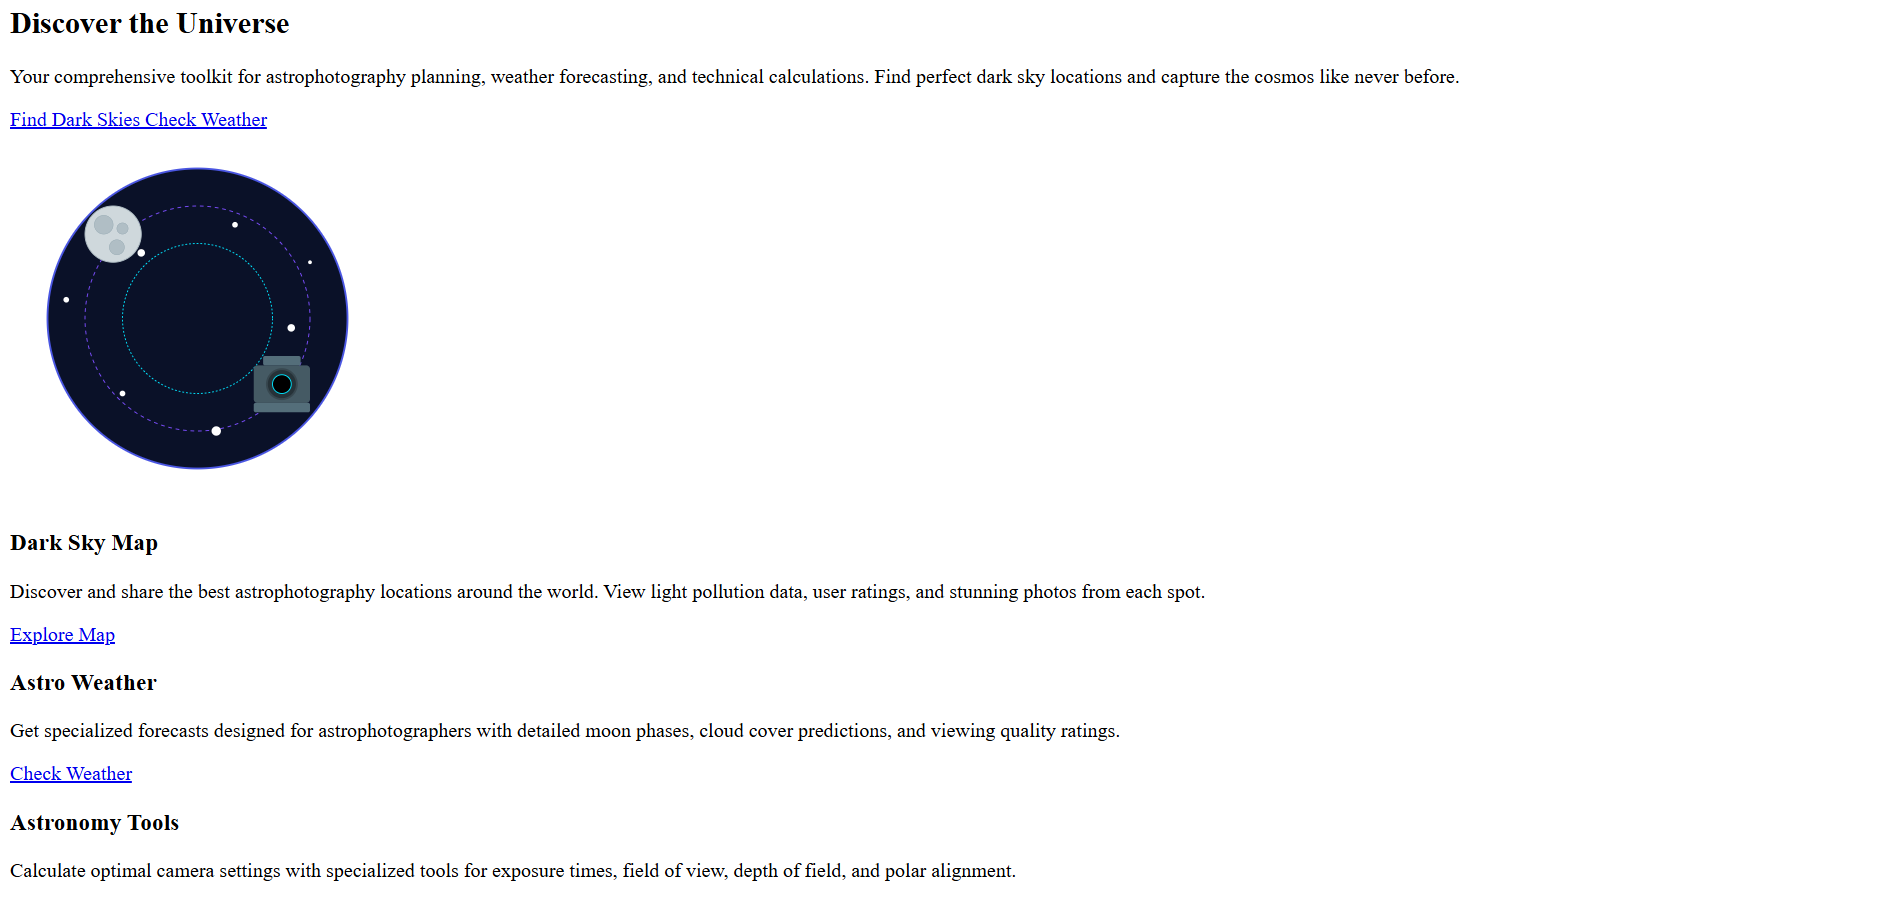 Discover the Universe
Your comprehensive toolkit for astrophotography planning, weather forecasting, and technical calculations. Find perfect dark sky locations and capture the cosmos like never before.
Find Dark Skies Check Weather
Dark Sky Map
Discover and share the best astrophotography locations around the world. View light pollution data, user ratings, and stunning photos from each spot.
Explore Map
Astro Weather
Get specialized forecasts designed for astrophotographers with detailed moon phases, cloud cover predictions, and viewing quality ratings.
Check Weather
Astronomy Tools
Calculate optimal camera settings with specialized tools for exposure times, field of view, depth of field, and polar alignment.